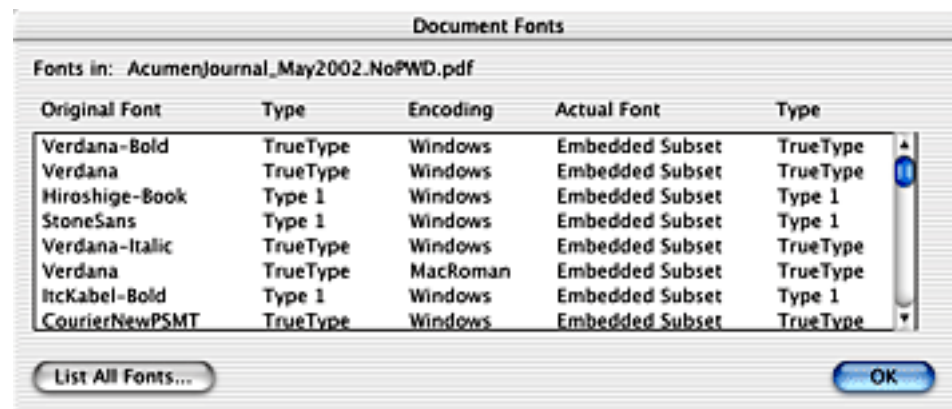 Document Fonts
Fonts in: AcumenJournal_May2002.NoPWD.pdf
Original Font Type Encoding Actual Font Type
Verdana-Bold TrueType Windows Embedded Subset TrueType
Verdana TrueType Windows Embedded Subset TrueType
Hiroshige-Book Type 1 Windows Embedded Subset Type 1
StoneSans Type 1 Windows Embedded Subset Type 1
Verdana-Italic TrueType Windows Embedded Subset TrueType
Verdana TrueType MacRoman Embedded Subset TrueType
ItcKabel-Bold Type 1 Windows Embedded Subset Type 1
CourierNewPSMT TrueType Windows Embedded Subset TrueType
List All Fonts... OK